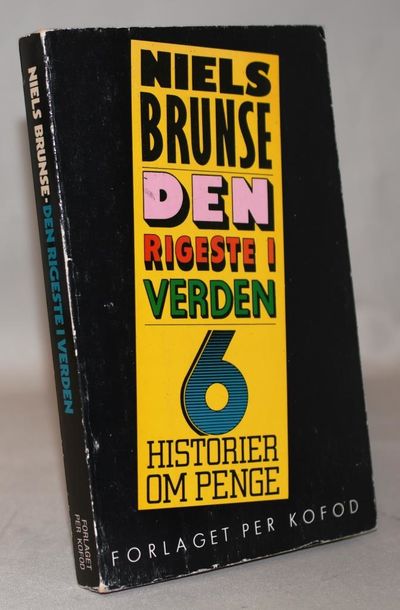 NIELS
BRUNSE
DEN
RIGESTE I
VERDEN
6
HISTORIER
OM PENGE
FORLAGET PER KOFOD
NIELS BRUNSE - DEN RIGESTE I VERDEN
FORLAGET
PER KOFOD